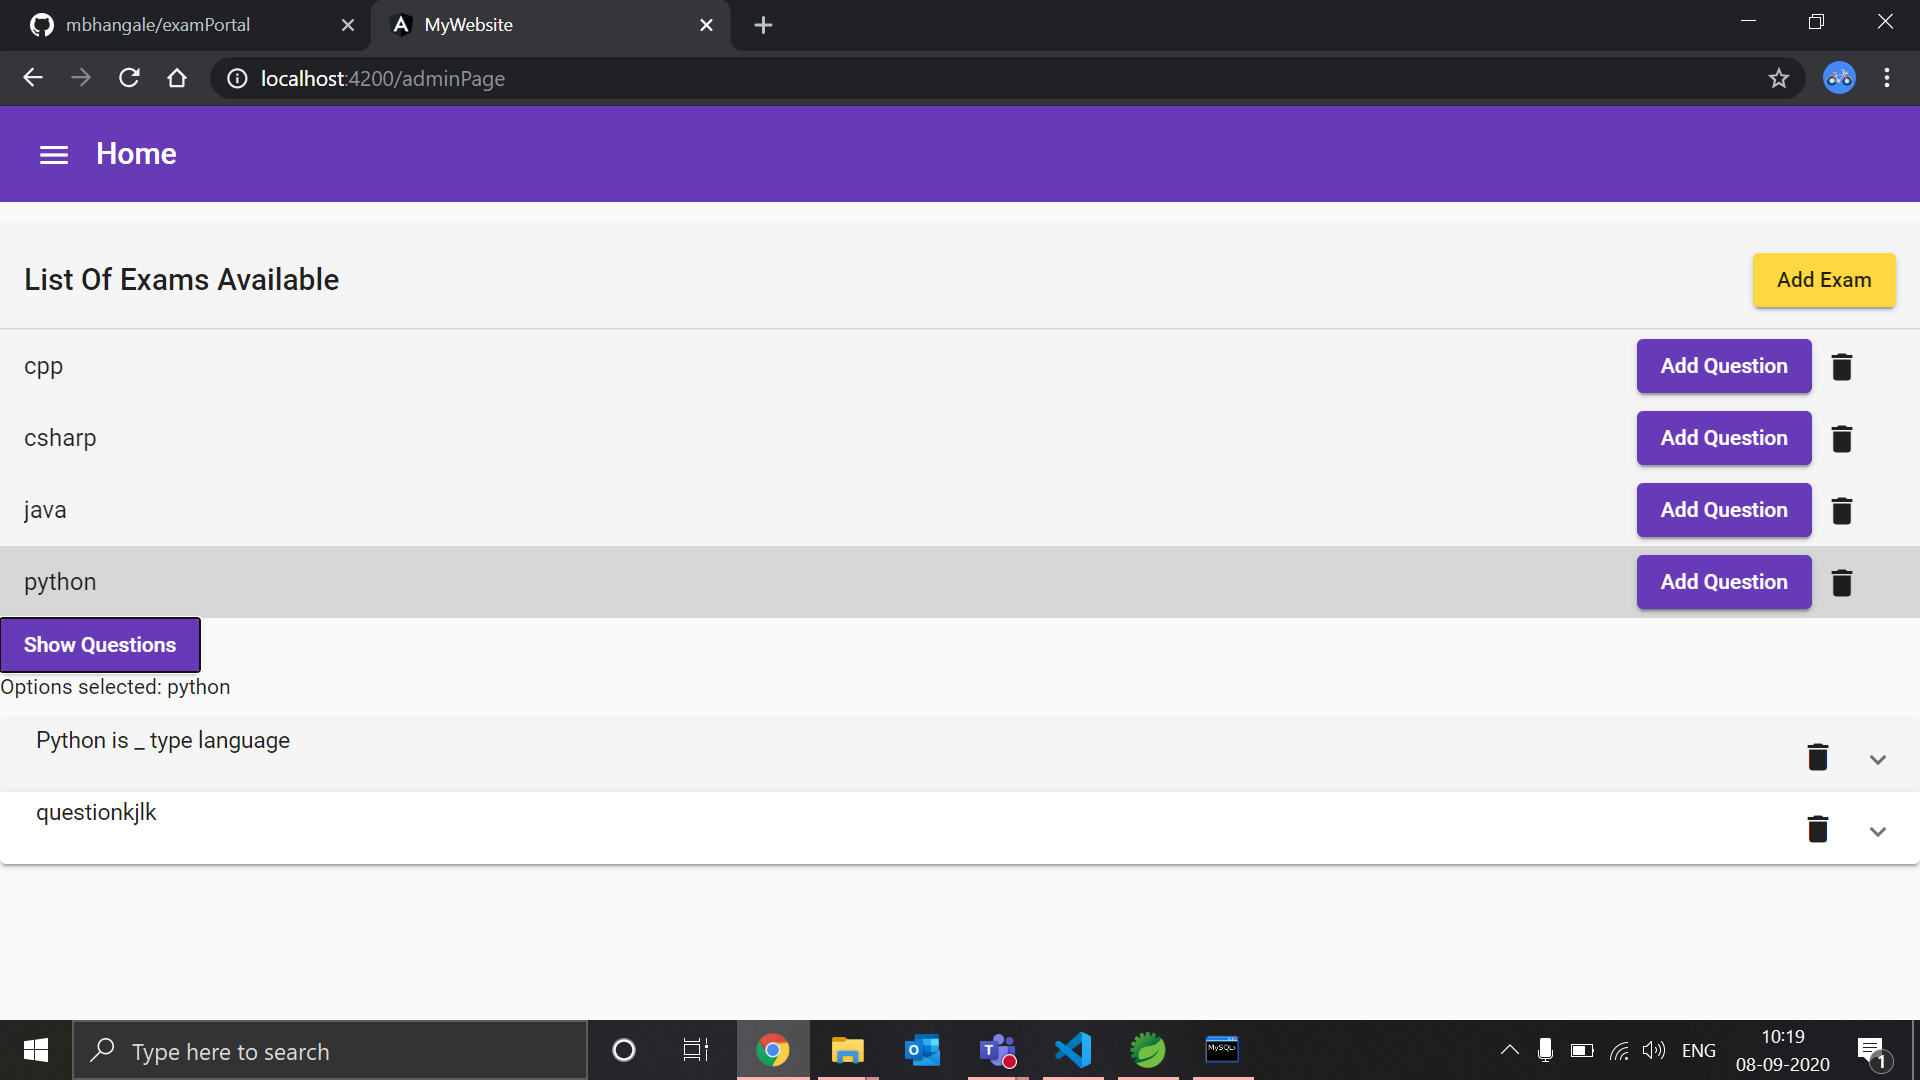 mbhangale/examPortal
MyWebsite
localhost:4200/adminPage
Home
List Of Exams Available
Add Exam
cpp
Add Question
csharp
Add Question
java
Add Question
python
Add Question
Show Questions
Options selected: python
Python is _ type language
questionkjlk
Type here to search
MySQL>
ENG
10:19
08-09-2020
1